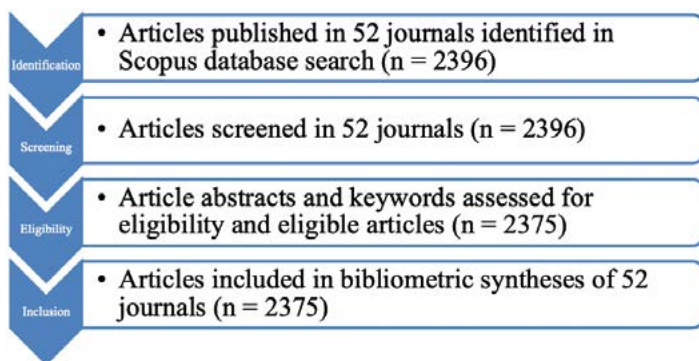 Identification
• Articles published in 52 journals identified in
Scopus database search (n = 2396)
Screening
• Articles screened in 52 journals (n = 2396)
Eligibility
• Article abstracts and keywords assessed for
eligibility and eligible articles (n = 2375)
Inclusion
• Articles included in bibliometric syntheses of 52
journals (n = 2375)